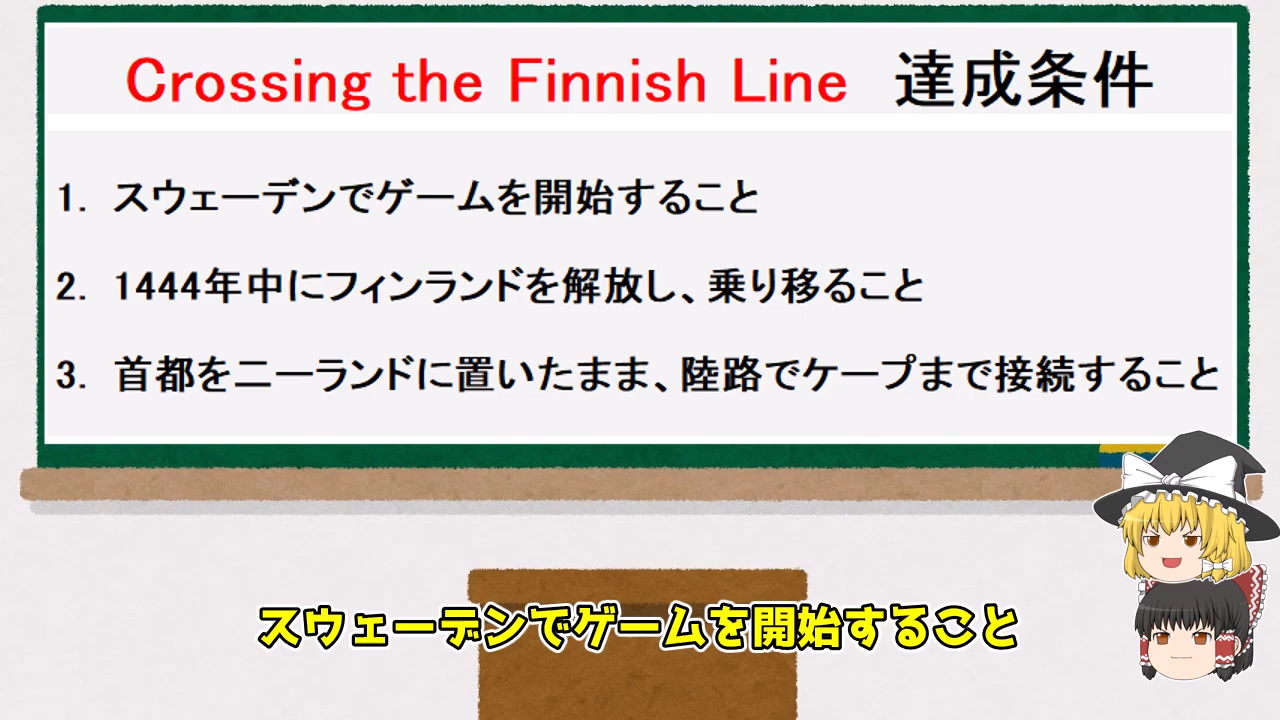 Crossing the Finnish Line 達成条件
1. スウェーデンでゲームを開始すること
2. 1444年中にフィンランドを解放し、乗り移ること
3. 首都をニーランドに置いたまま、陸路でケープまで接続すること
スウェーデンでゲームを開始すること